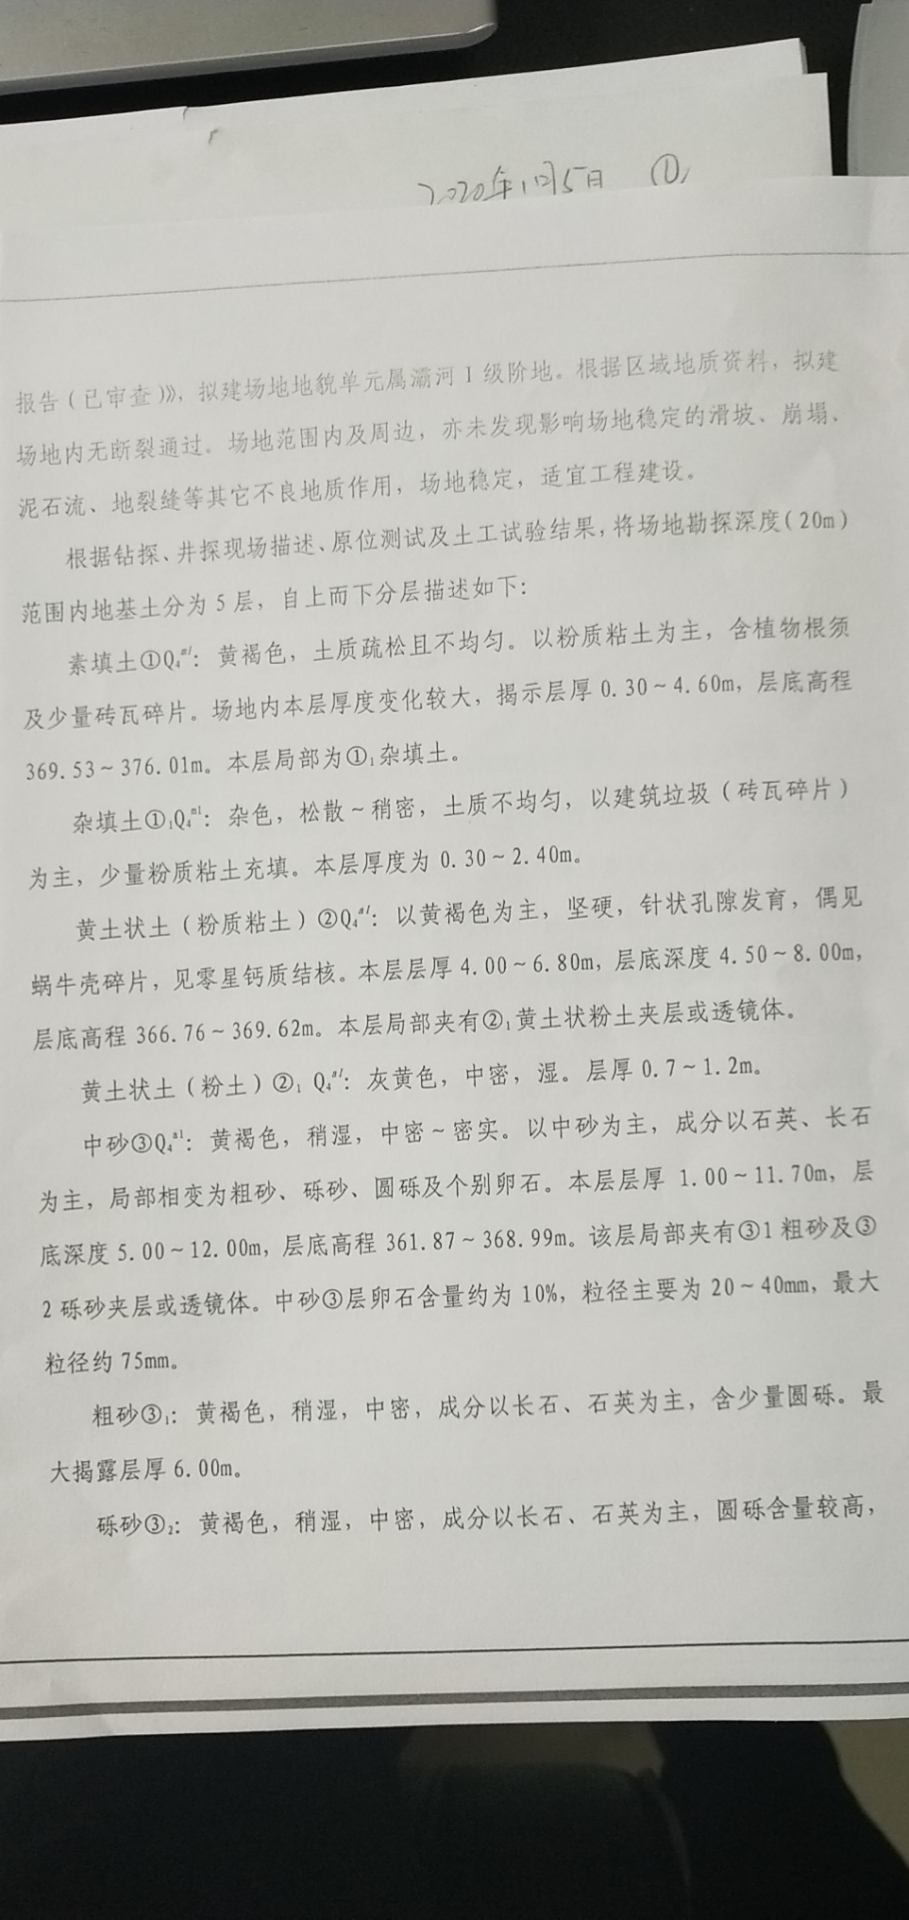 2020年1月5日 ①
报告(已审查)》，拟建场地地貌单元属灞河Ⅰ级阶地。根据区域地质资料，拟建
场地内无断裂通过。场地范围内及周边，亦未发现影响场地稳定的滑坡、崩塌、
泥石流、地裂缝等其它不良地质作用，场地稳定，适宜工程建设。
根据钻探、井探现场描述、原位测试及土工试验结果，将场地勘探深度(20m)
范围内地基土分为5层，自上而下分层描述如下：
素填土①Q₄ᵐˡ：黄褐色，土质疏松且不均匀。以粉质粘土为主，含植物根须
及少量砖瓦碎片。场地内本层厚度变化较大，揭示层厚0.30～4.60m，层底高程
369.53～376.01m。本层局部为①₁杂填土。
杂填土①₁Q₄ᵐˡ：杂色，松散～稍密，土质不均匀，以建筑垃圾（砖瓦碎片）
为主，少量粉质粘土充填。本层厚度为0.30～2.40m。
黄土状土（粉质粘土）②Q₄ᵃˡ：以黄褐色为主，坚硬，针状孔隙发育，偶见
蜗牛壳碎片，见零星钙质结核。本层层厚4.00～6.80m，层底深度4.50～8.00m，
层底高程366.76～369.62m。本层局部夹有②₁黄土状粉土夹层或透镜体。
黄土状土（粉土）②₁ Q₄ᵃˡ：灰黄色，中密，湿。层厚0.7～1.2m。
中砂③Q₄ᵃˡ：黄褐色，稍湿，中密～密实。以中砂为主，成分以石英、长石
为主，局部相变为粗砂、砾砂、圆砾及个别卵石。本层层厚 1.00～11.70m，层
底深度5.00～12.00m，层底高程361.87～368.99m。该层局部夹有③1粗砂及③
2砾砂夹层或透镜体。中砂③层卵石含量约为10%，粒径主要为20～40mm，最大
粒径约75mm。
粗砂③₁：黄褐色，稍湿，中密，成分以长石、石英为主，含少量圆砾。最
大揭露层厚6.00m。
砾砂③₂：黄褐色，稍湿，中密，成分以长石、石英为主，圆砾含量较高，